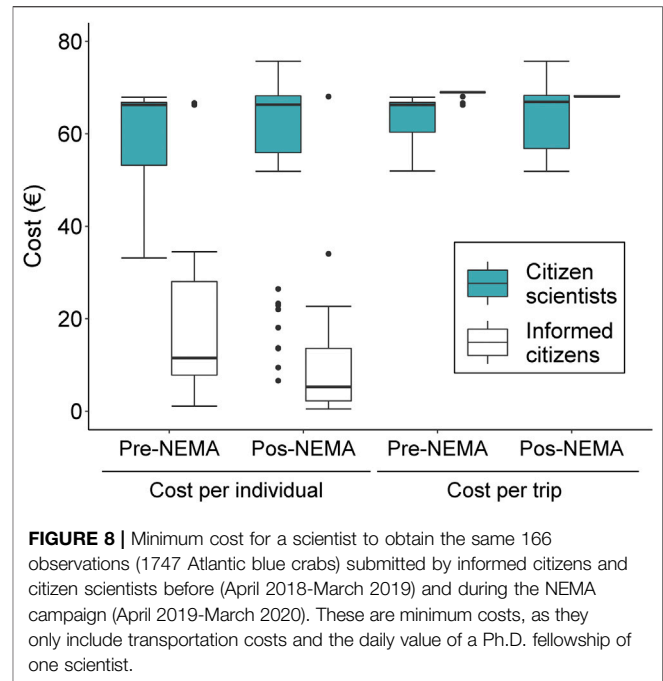 80
60
40
20
0
Cost (€)
Citizen
scientists
Informed
citizens
Pre-NEMA Pos-NEMA Pre-NEMA Pos-NEMA
Cost per individual Cost per trip
FIGURE 8 | Minimum cost for a scientist to obtain the same 166
observations (1747 Atlantic blue crabs) submitted by informed citizens and
citizen scientists before (April 2018-March 2019) and during the NEMA
campaign (April 2019-March 2020). These are minimum costs, as they
only include transportation costs and the daily value of a Ph.D. fellowship of
one scientist.